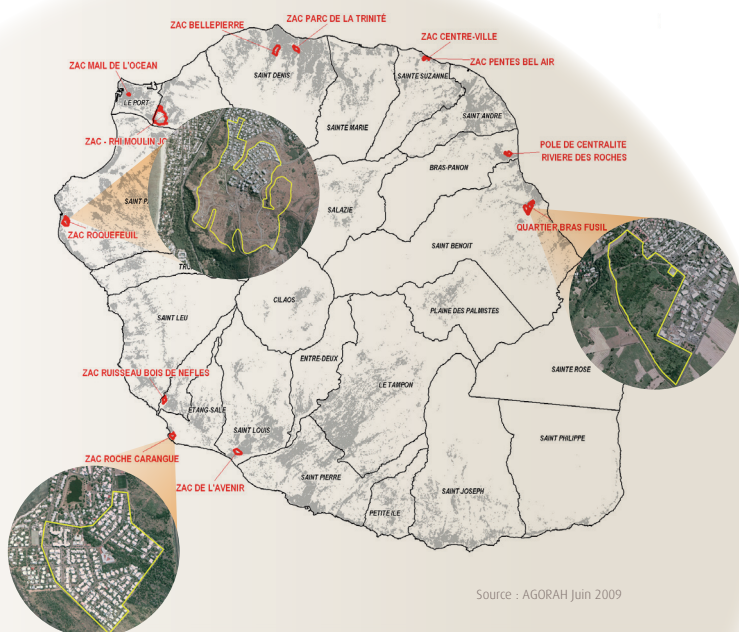 ZAC PARC DE LA TRINITÉ
ZAC BELLEPIERRE
ZAC CENTRE-VILLE
ZAC PENTES BEL AIR
ZAC MAIL DE L'OCEAN
SAINT DENIS
SAINTE SUZANNE
LE PORT
SAINTE MARIE
SAINT ANDRE
ZAC - RHI MOULIN
POLE DE CENTRALITE
RIVIERE DES ROCHES
BRAS-PANON
SAINT
SALAZIE
ZAC ROQUEFEUIL
QUARTIER BRAS FUSIL
SAINT BENOIT
CILAOS
SAINT LEU
PLAINE DES PALMISTES
ENTRE-DEUX
ZAC RUISSEAU BOIS DE NEFLES
LE TAMPON
SAINTE ROSE
ETANG-SALE
SAINT LOUIS
SAINT PHILIPPE
ZAC ROCHE CARANGUE
ZAC DE L'AVENIR
SAINT PIERRE
SAINT JOSEPH
PETITE ILE
Source : AGORAH Juin 2009